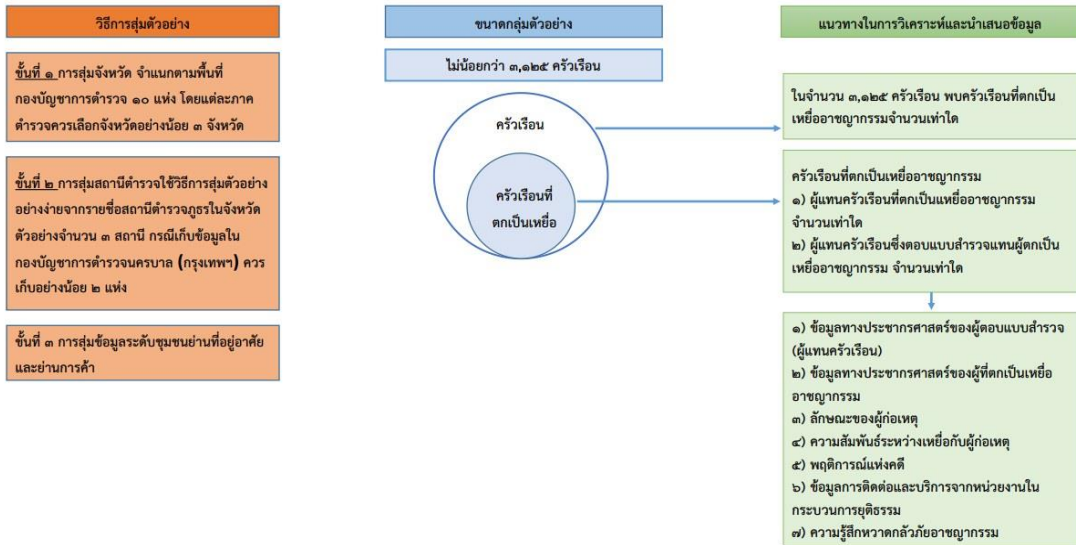 วิธีการสุ่มตัวอย่าง
ขั้นที่ ๑ การสุ่มจังหวัด จำแนกตามพื้นที่
กองบัญชาการตำรวจ ๑๐ แห่ง โดยแต่ละภาค
ตำรวจควรเลือกจังหวัดอย่างน้อย ๓ จังหวัด
ขั้นที่ ๒ การสุ่มสถานีตำรวจใช้วิธีการสุ่มตัวอย่าง
อย่างง่ายจากรายชื่อสถานีตำรวจภูธรในจังหวัด
ตัวอย่างจำนวน ๓ สถานี กรณีเก็บข้อมูลใน
กองบัญชาการตำรวจนครบาล (กรุงเทพฯ) ควร
เก็บอย่างน้อย ๒ แห่ง
ขั้นที่ ๓ การสุ่มข้อมูลระดับชุมชนย่านที่อยู่อาศัย
และย่านการค้า
ขนาดกลุ่มตัวอย่าง
ไม่น้อยกว่า ๓,๑๒๕ ครัวเรือน
ครัวเรือน
ครัวเรือนที่
ตกเป็นเหยื่อ
แนวทางในการวิเคราะห์และนำเสนอข้อมูล
ในจำนวน ๓,๑๒๕ ครัวเรือน พบครัวเรือนที่ตกเป็น
เหยื่ออาชญากรรมจำนวนเท่าใด
ครัวเรือนที่ตกเป็นเหยื่ออาชญากรรม
๑) ผู้แทนครัวเรือนที่ตกเป็นแหยื่ออาชญากรรม
จำนวนเท่าใด
๒) ผู้แทนครัวเรือนซึ่งตอบแบบสำรวจแทนผู้ตกเป็น
เหยื่ออาชญากรรม จำนวนเท่าใด
๑) ข้อมูลทางประชากรศาสตร์ของผู้ตอบแบบสำรวจ
(ผู้แทนครัวเรือน)
๒) ข้อมูลทางประชากรศาสตร์ของผู้ที่ตกเป็นเหยื่อ
อาชญากรรม
๓) ลักษณะของผู้ก่อเหตุ
๔) ความสัมพันธ์ระหว่างเหยื่อกับผู้ก่อเหตุ
๕) พฤติการณ์แห่งคดี
๖) ข้อมูลการติดต่อและบริการจากหน่วยงานใน
กระบวนการยุติธรรม
๗) ความรู้สึกหวาดกลัวภัยอาชญากรรม